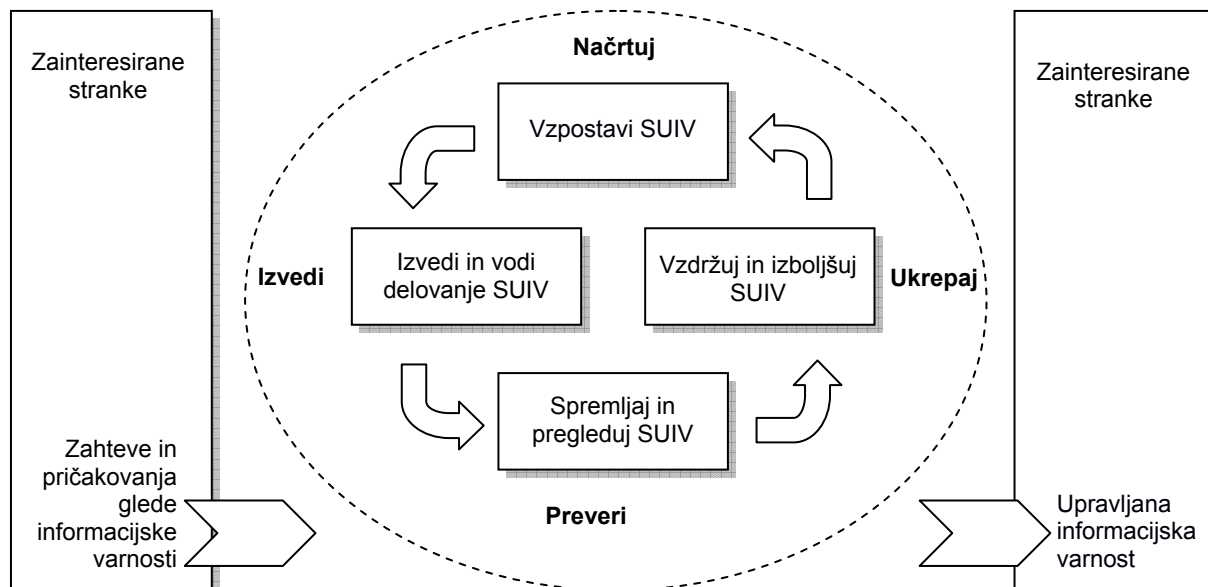 Zainteresirane
stranke
Zahteve in
pričakovanja
glede
informacijske
varnosti
Načrtuj
Vzpostavi SUIV
Izvedi
Izvedi in vodi
delovanje SUIV
Vzdržuj in izboljšuj
SUIV
Ukrepaj
Spremljaj in
pregleduj SUIV
Preveri
Zainteresirane
stranke
Upravljana
informacijska
varnost